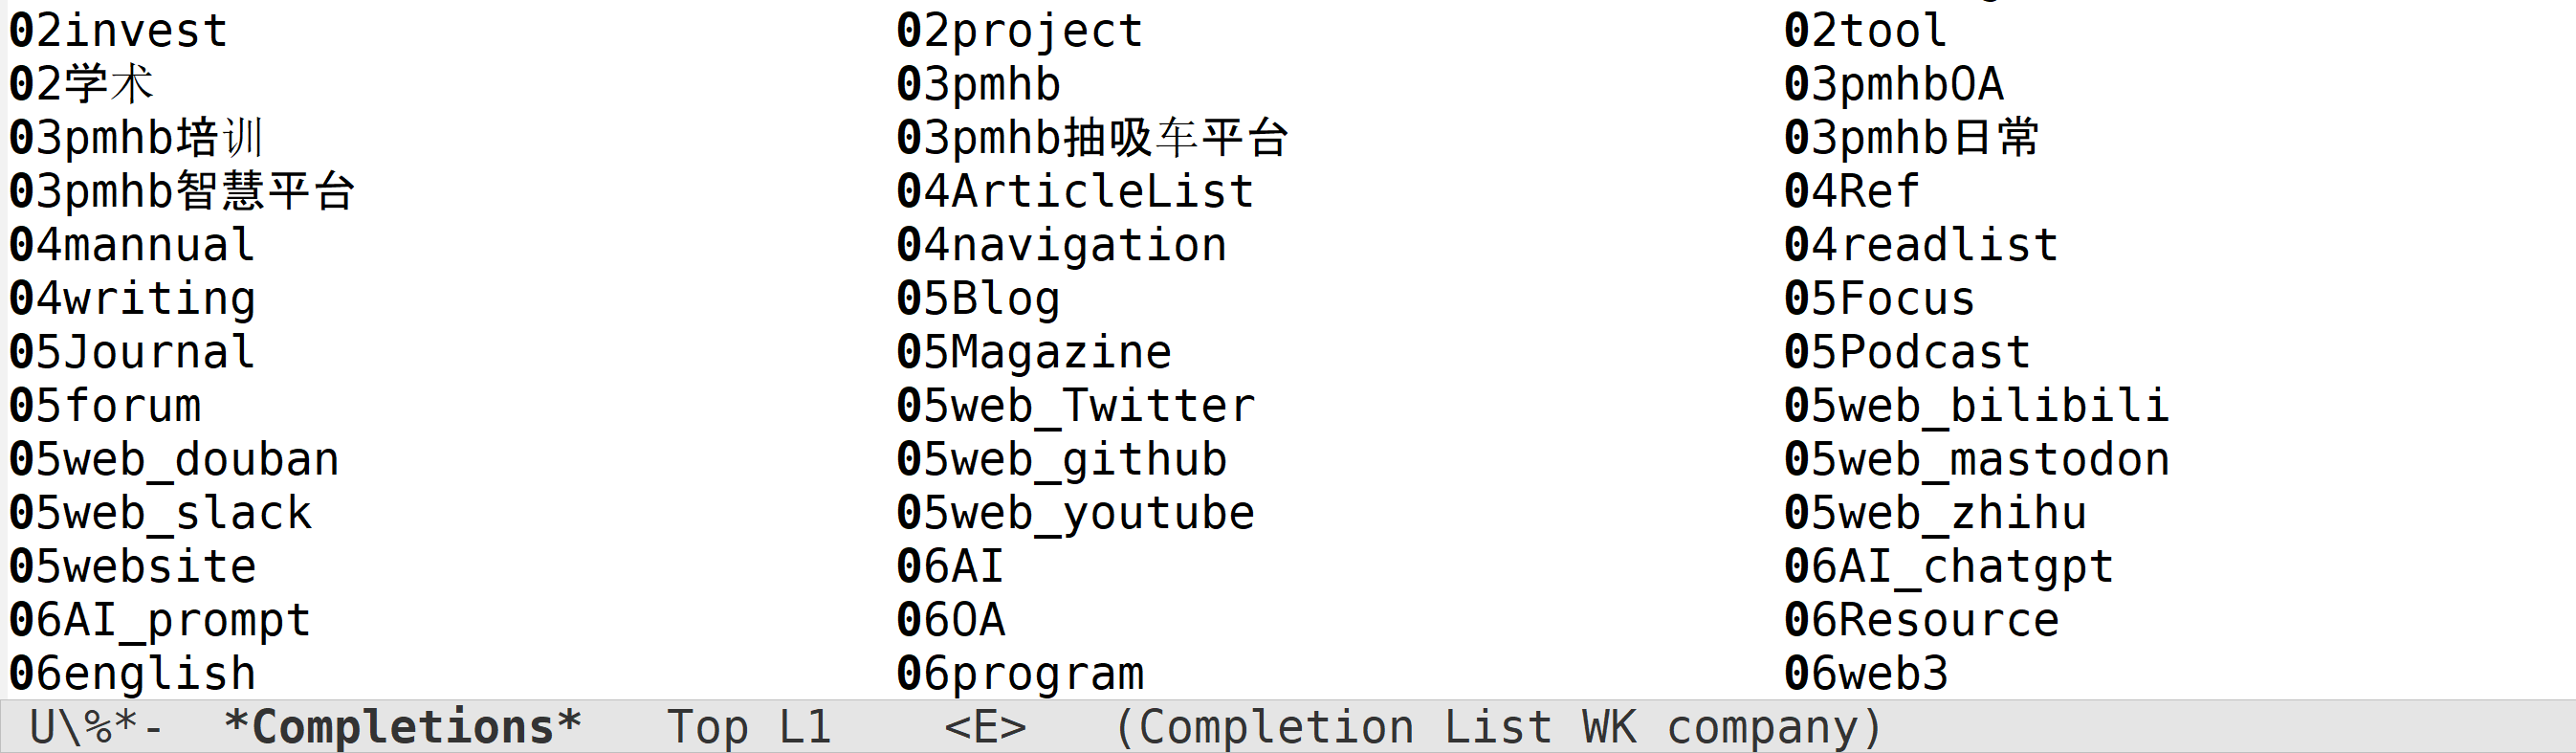 02invest 02project 02tool
02学术 03pmhb 03pmhbOA
03pmhb培训 03pmhb抽吸车平台 03pmhb日常
03pmhb智慧平台 04ArticleList 04Ref
04mannual 04navigation 04readlist
04writing 05Blog 05Focus
05Journal 05Magazine 05Podcast
05forum 05web_Twitter 05web_bilibili
05web_douban 05web_github 05web_mastodon
05web_slack 05web_youtube 05web_zhihu
05website 06AI 06AI_chatgpt
06AI_prompt 06OA 06Resource
06english 06program 06web3
U\%*- *Completions* Top L1 <E> (Completion List WK company)